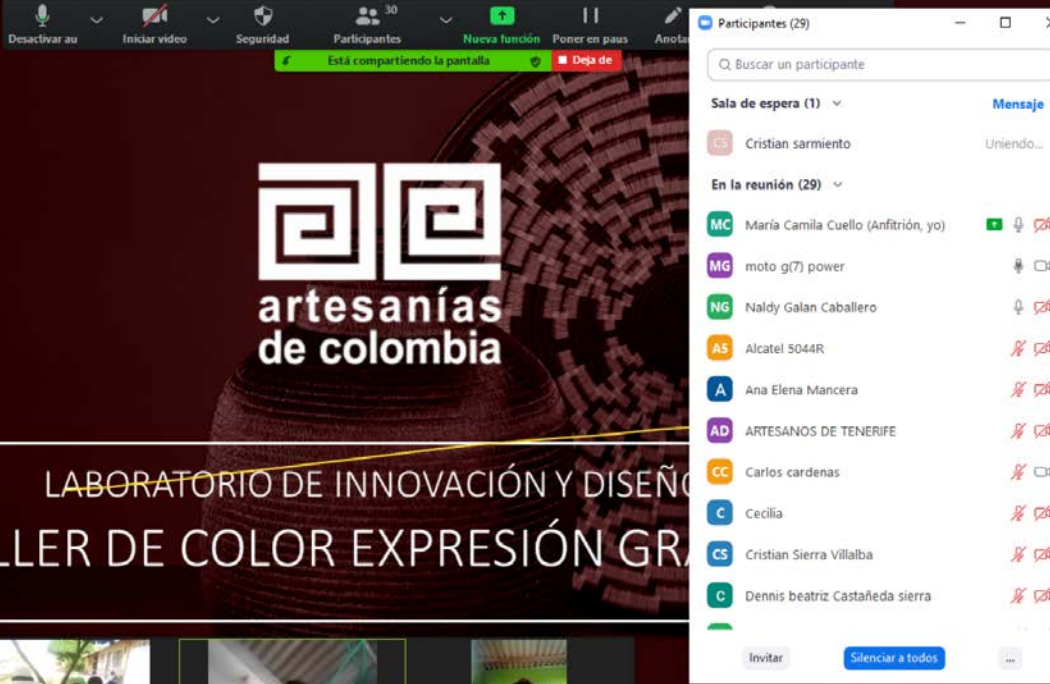 30
Desactivar au
Iniciar video
Seguridad
Participantes
Nueva función
Poner en paus
Anotar
Está compartiendo la pantalla
Deja de
artesanías
de colombia
LABORATORIO DE INNOVACIÓN Y DISEÑO
LLER DE COLOR EXPRESIÓN GRÁ
Participantes (29)
Buscar un participante
Sala de espera (1)
Mensaje
CS
Cristian sarmiento
Uniendo...
En la reunión (29)
MC María Camila Cuello (Anfitrión, yo)
MG moto g(7) power
NG Naldy Galan Caballero
A5 Alcatel 5044R
A Ana Elena Mancera
AD ARTESANOS DE TENERIFE
CC Carlos cardenas
C Cecilia
CS Cristian Sierra Villalba
C Dennis beatriz Castañeda sierra
Invitar
Silenciar a todos
...